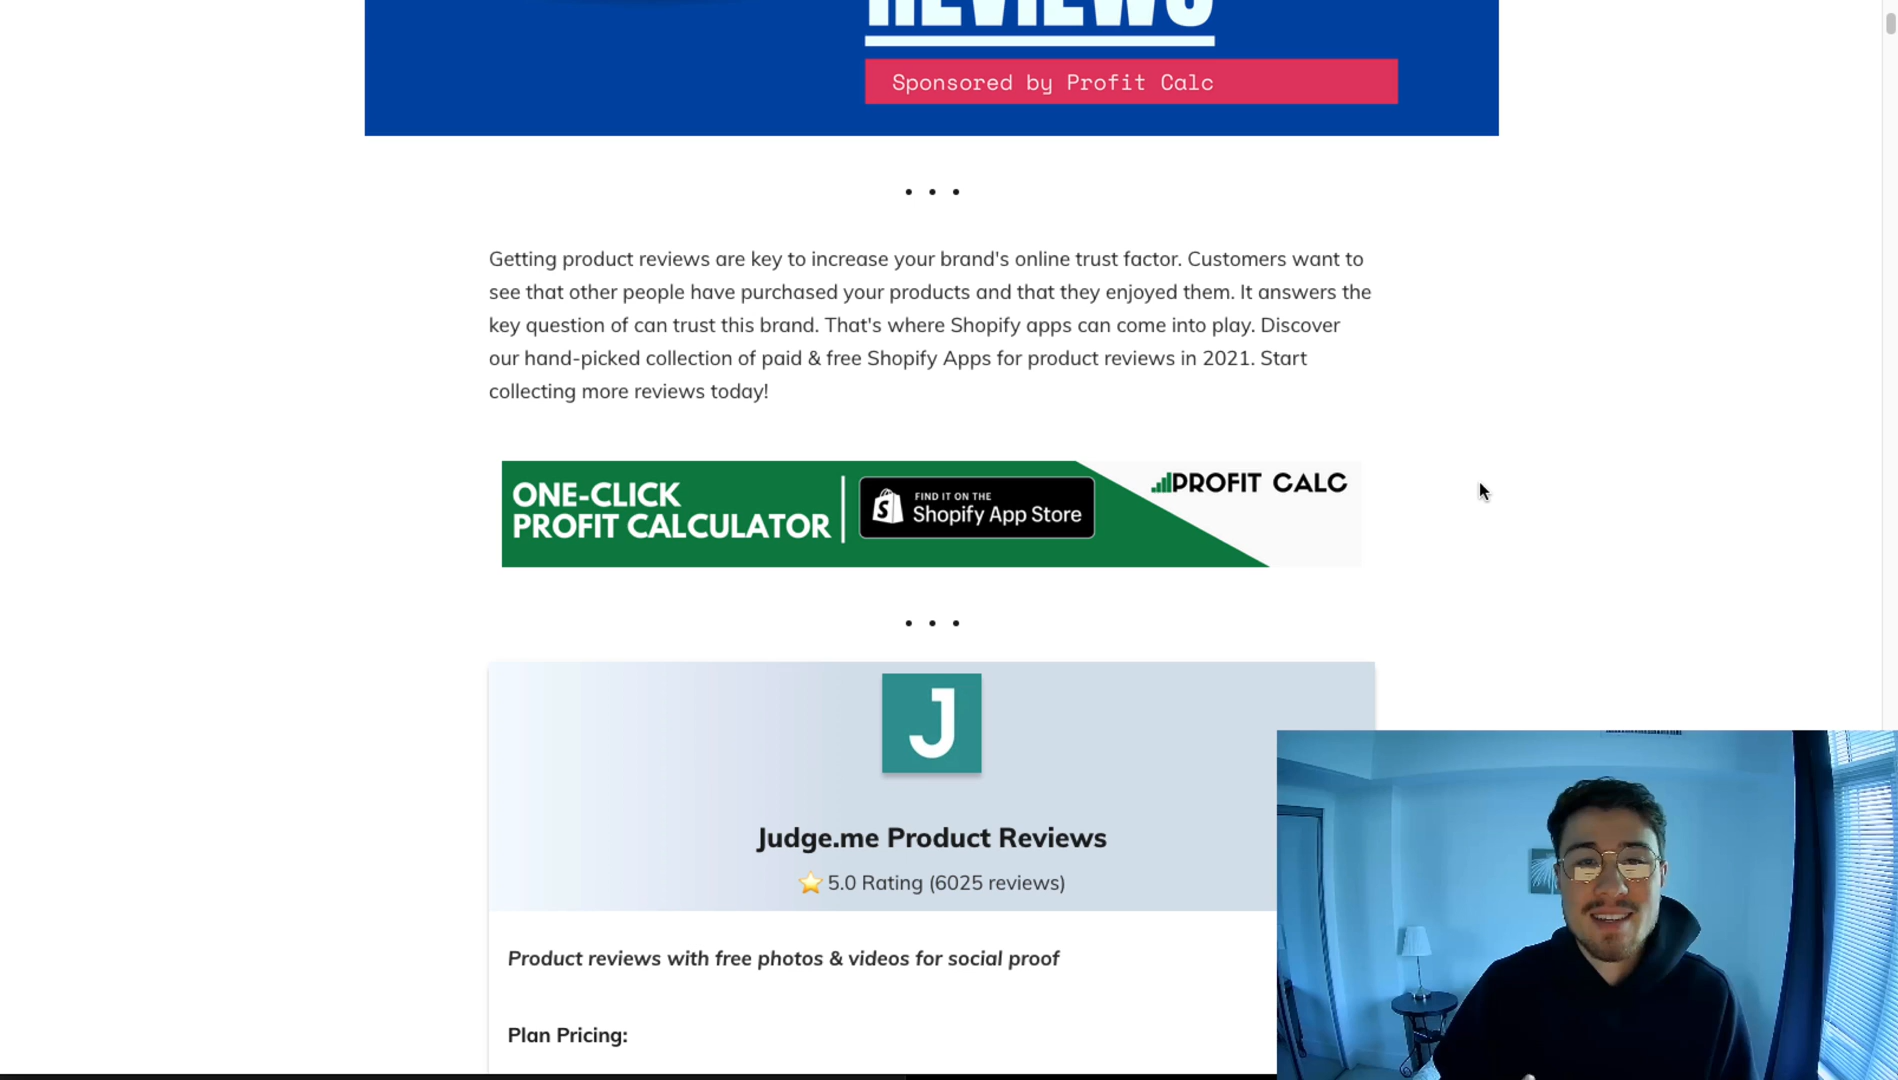 REVIEWS
Sponsored by Profit Calc
Getting product reviews are key to increase your brand's online trust factor. Customers want to
see that other people have purchased your products and that they enjoyed them. It answers the
key question of can trust this brand. That's where Shopify apps can come into play. Discover
our hand-picked collection of paid & free Shopify Apps for product reviews in 2021. Start
collecting more reviews today!
ONE-CLICK
PROFIT CALCULATOR
FIND IT ON THE
Shopify App Store
PROFIT CALC
J
Judge.me Product Reviews
⭐ 5.0 Rating (6025 reviews)
Product reviews with free photos & videos for social proof
Plan Pricing: